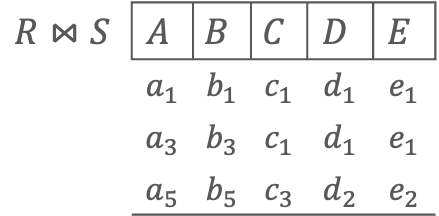 R ⋈ S A B C D E
a₁ b₁ c₁ d₁ e₁
a₃ b₃ c₁ d₁ e₁
a₅ b₅ c₃ d₂ e₂